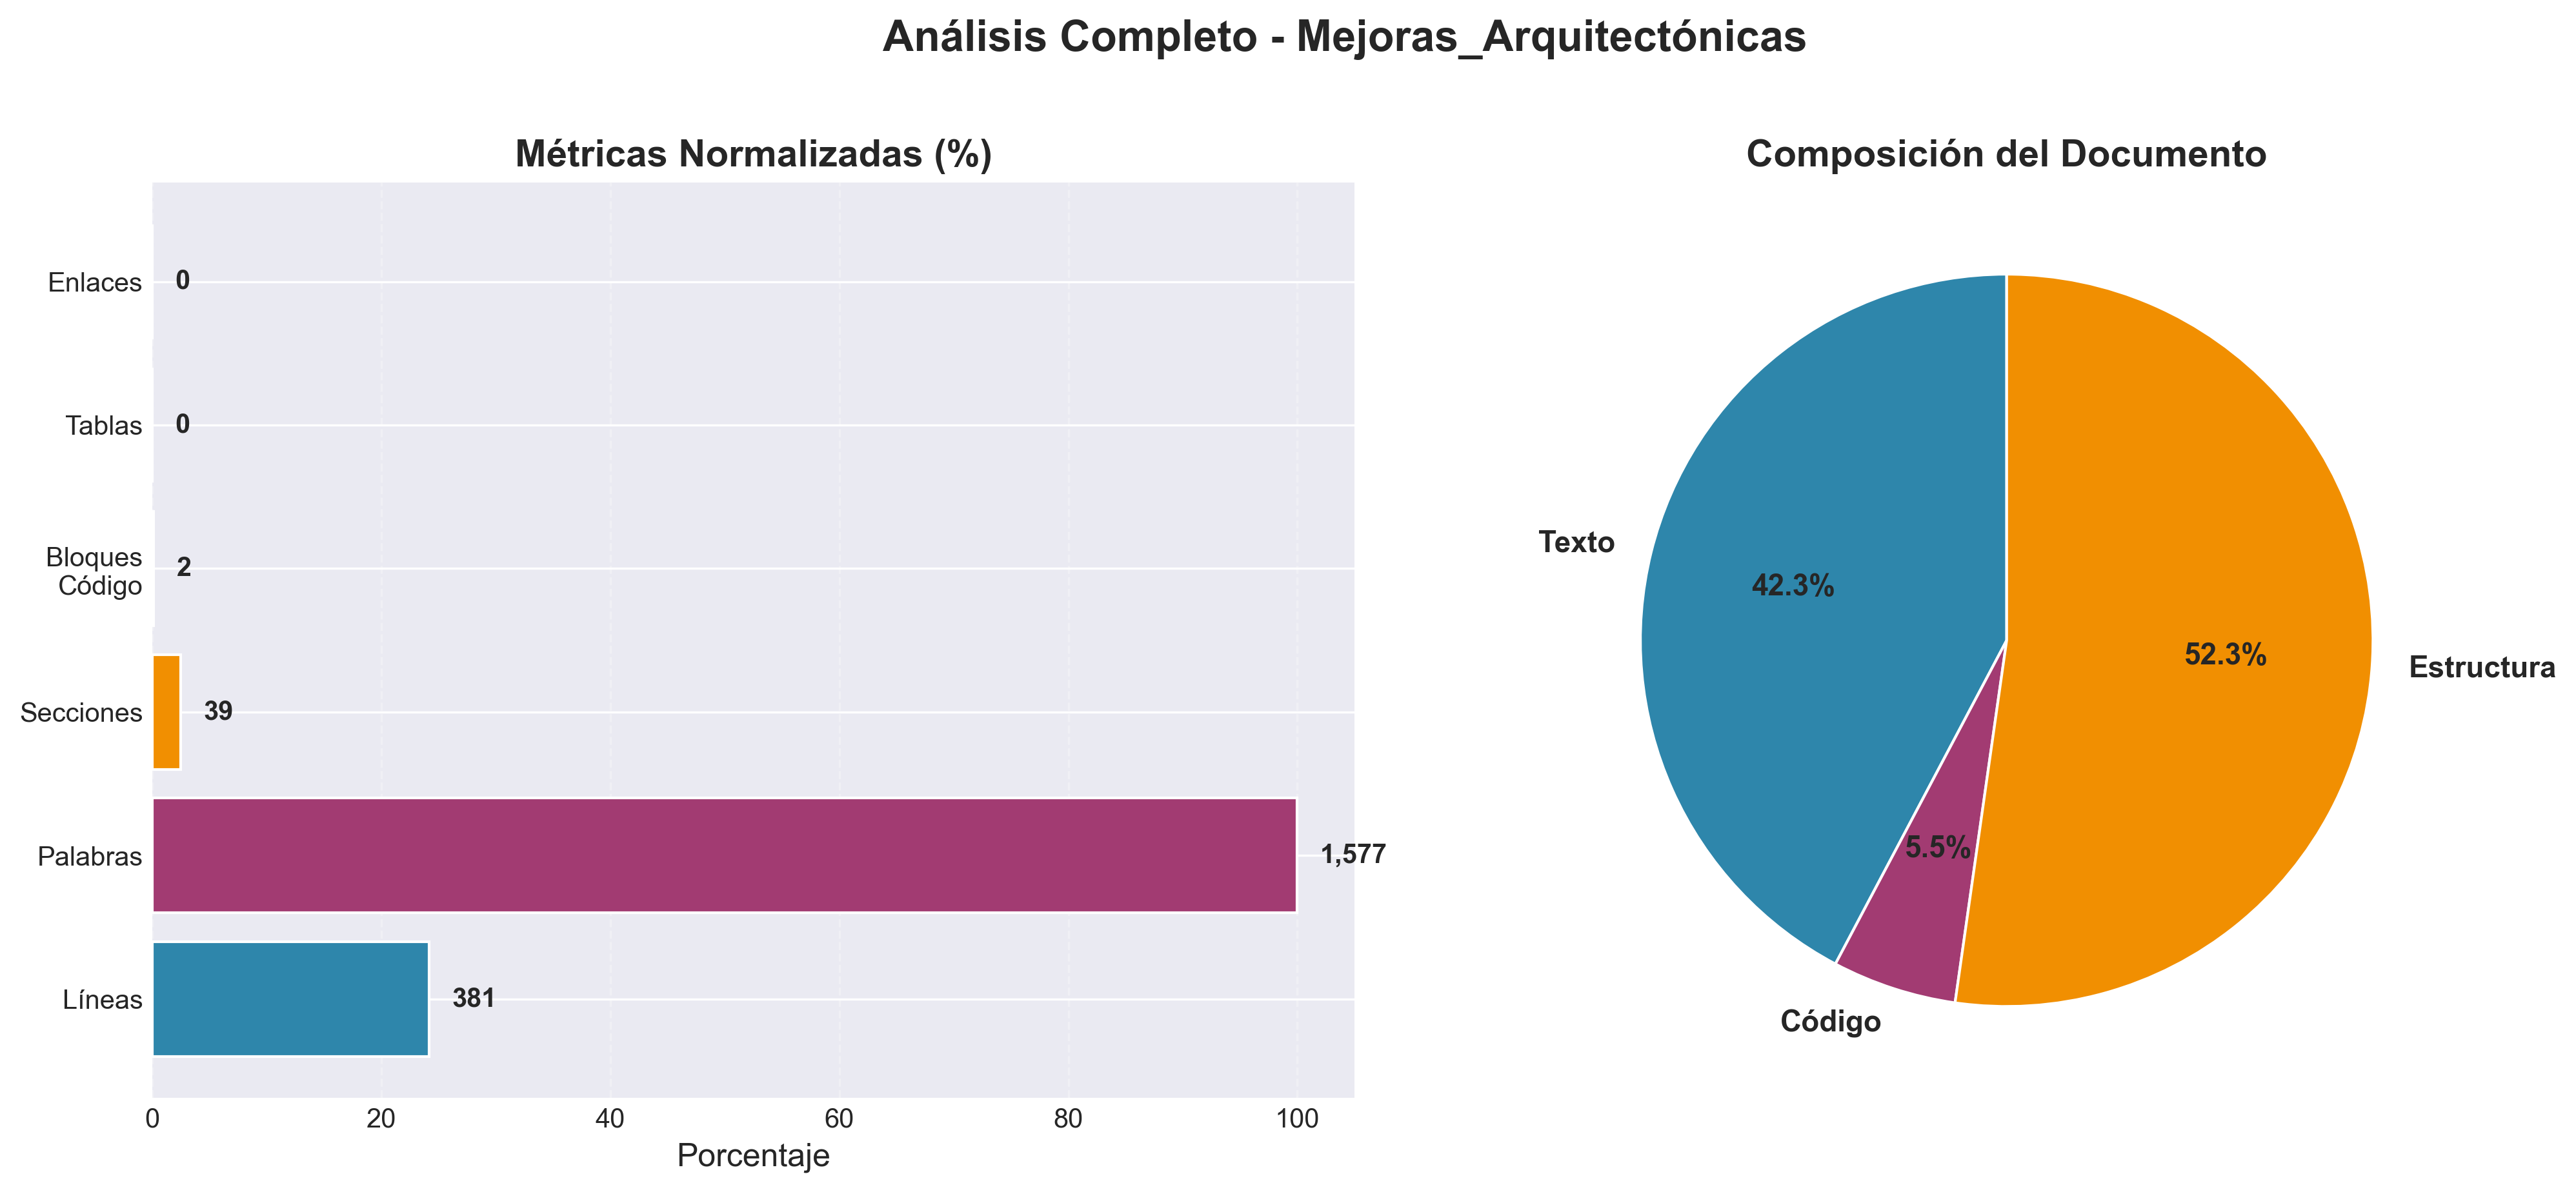 Análisis Completo - Mejoras_Arquitectónicas
Métricas Normalizadas (%)
Enlaces
0
Tablas
0
Bloques
Código
2
Secciones
39
Palabras
1,577
Líneas
381
0 20 40 60 80 100
Porcentaje
Composición del Documento
Texto
42.3%
52.3%
Estructura
5.5%
Código